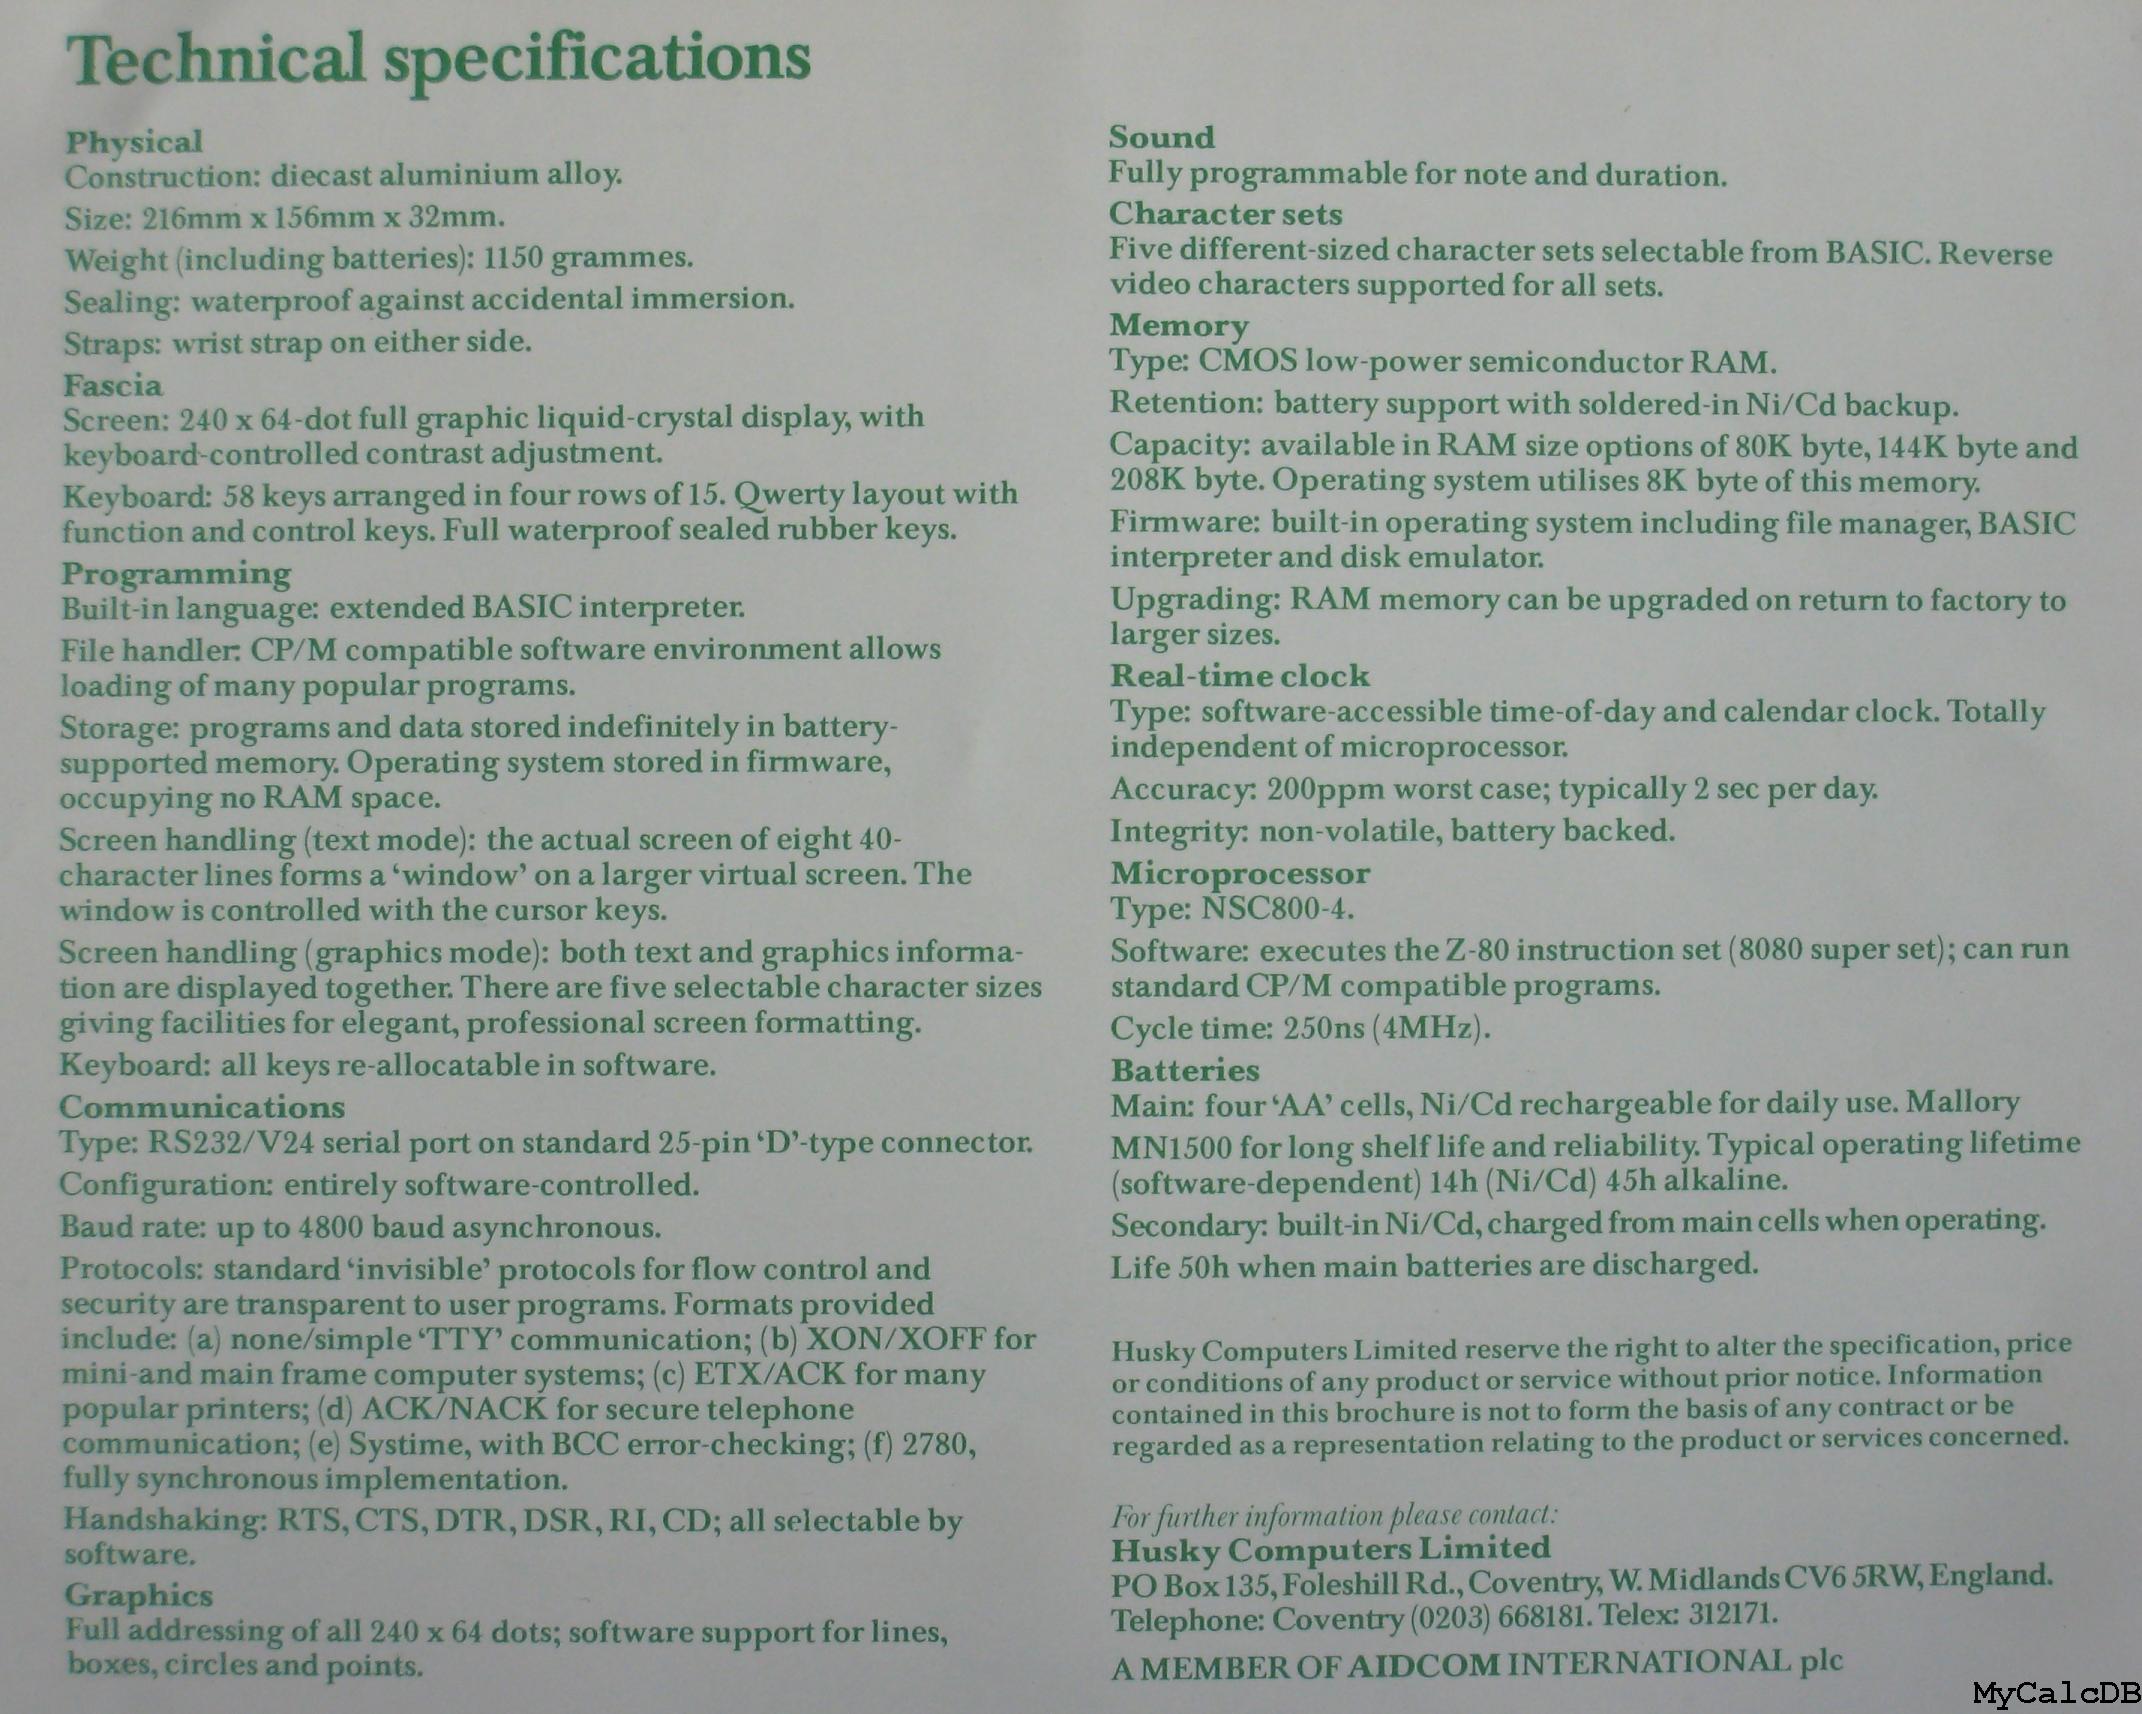 Technical specifications
Physical
Construction: diecast aluminium alloy.
Size: 216mm x 156mm x 32mm.
Weight (including batteries): 1150 grammes.
Sealing: waterproof against accidental immersion.
Straps: wrist strap on either side.
Fascia
Screen: 240 x 64-dot full graphic liquid-crystal display, with
keyboard-controlled contrast adjustment.
Keyboard: 58 keys arranged in four rows of 15. Qwerty layout with
function and control keys. Full waterproof sealed rubber keys.
Programming
Built-in language: extended BASIC interpreter.
File handler: CP/M compatible software environment allows
loading of many popular programs.
Storage: programs and data stored indefinitely in battery-
supported memory. Operating system stored in firmware,
occupying no RAM space.
Screen handling (text mode): the actual screen of eight 40-
character lines forms a ‘window’ on a larger virtual screen. The
window is controlled with the cursor keys.
Screen handling (graphics mode): both text and graphics informa-
tion are displayed together. There are five selectable character sizes
giving facilities for elegant, professional screen formatting.
Keyboard: all keys re-allocatable in software.
Communications
Type: RS232/V24 serial port on standard 25-pin ‘D’-type connector.
Configuration: entirely software-controlled.
Baud rate: up to 4800 baud asynchronous.
Protocols: standard ‘invisible’ protocols for flow control and
security are transparent to user programs. Formats provided
include: (a) none/simple ‘TTY’ communication; (b) XON/XOFF for
mini-and main frame computer systems; (c) ETX/ACK for many
popular printers; (d) ACK/NACK for secure telephone
communication; (e) Systime, with BCC error-checking; (f) 2780,
fully synchronous implementation.
Handshaking: RTS, CTS, DTR, DSR, RI, CD; all selectable by
software.
Graphics
Full addressing of all 240 x 64 dots; software support for lines,
boxes, circles and points.
Sound
Fully programmable for note and duration.
Character sets
Five different-sized character sets selectable from BASIC. Reverse
video characters supported for all sets.
Memory
Type: CMOS low-power semiconductor RAM.
Retention: battery support with soldered-in Ni/Cd backup.
Capacity: available in RAM size options of 80K byte, 144K byte and
208K byte. Operating system utilises 8K byte of this memory.
Firmware: built-in operating system including file manager, BASIC
interpreter and disk emulator.
Upgrading: RAM memory can be upgraded on return to factory to
larger sizes.
Real-time clock
Type: software-accessible time-of-day and calendar clock. Totally
independent of microprocessor.
Accuracy: 200ppm worst case; typically 2 sec per day.
Integrity: non-volatile, battery backed.
Microprocessor
Type: NSC800-4.
Software: executes the Z-80 instruction set (8080 super set); can run
standard CP/M compatible programs.
Cycle time: 250ns (4MHz).
Batteries
Main: four ‘AA’ cells, Ni/Cd rechargeable for daily use. Mallory
MN1500 for long shelf life and reliability. Typical operating lifetime
(software-dependent) 14h (Ni/Cd) 45h alkaline.
Secondary: built-in Ni/Cd, charged from main cells when operating.
Life 50h when main batteries are discharged.
Husky Computers Limited reserve the right to alter the specification, price
or conditions of any product or service without prior notice. Information
contained in this brochure is not to form the basis of any contract or be
regarded as a representation relating to the product or services concerned.
For further information please contact:
Husky Computers Limited
PO Box 135, Foleshill Rd., Coventry, W. Midlands CV6 5RW, England.
Telephone: Coventry (0203) 668181. Telex: 312171.
A MEMBER OF AIDCOM INTERNATIONAL plc
MyCalcDB